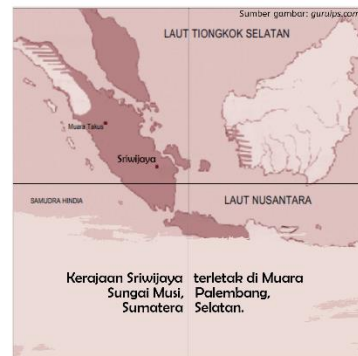 Sumber gambar: guruips.com
LAUT TIONGKOK SELATAN
Muara Takus
Sriwijaya
SAMUDRA HINDIA
LAUT NUSANTARA
Kerajaan Sriwijaya terletak di Muara
Sungai Musi, Palembang,
Sumatera Selatan.